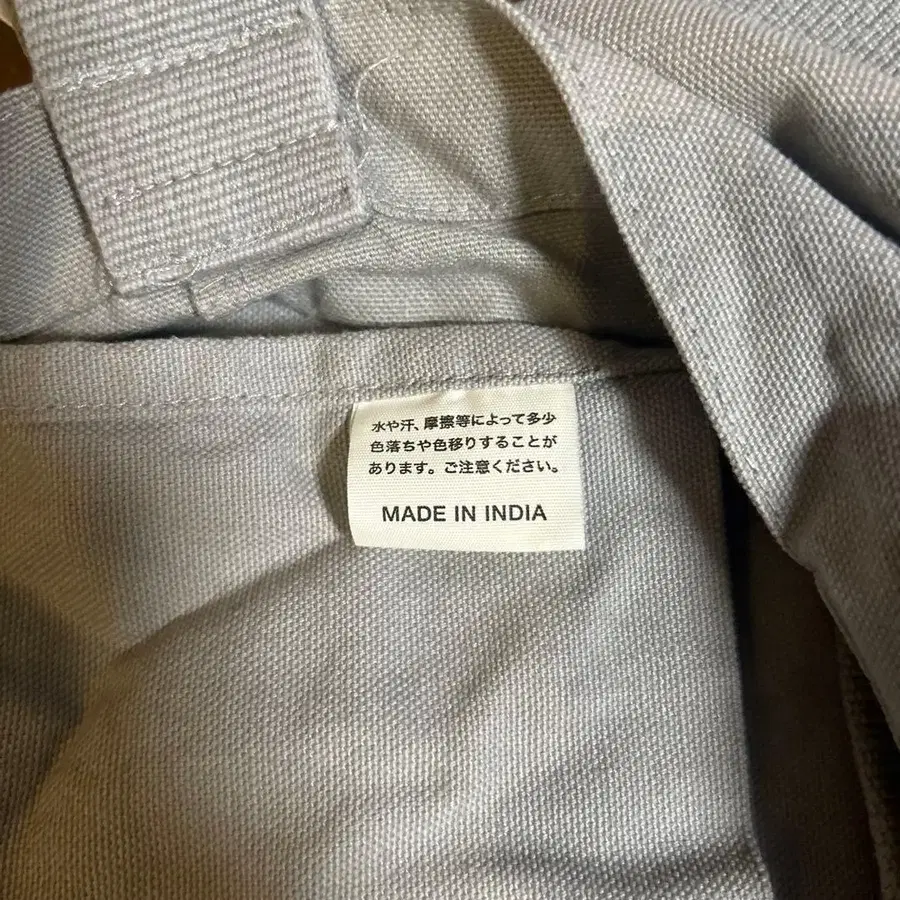 水や汗、摩擦等によって多少
色落ちや色移りすることが
あります。ご注意ください。
MADE IN INDIA